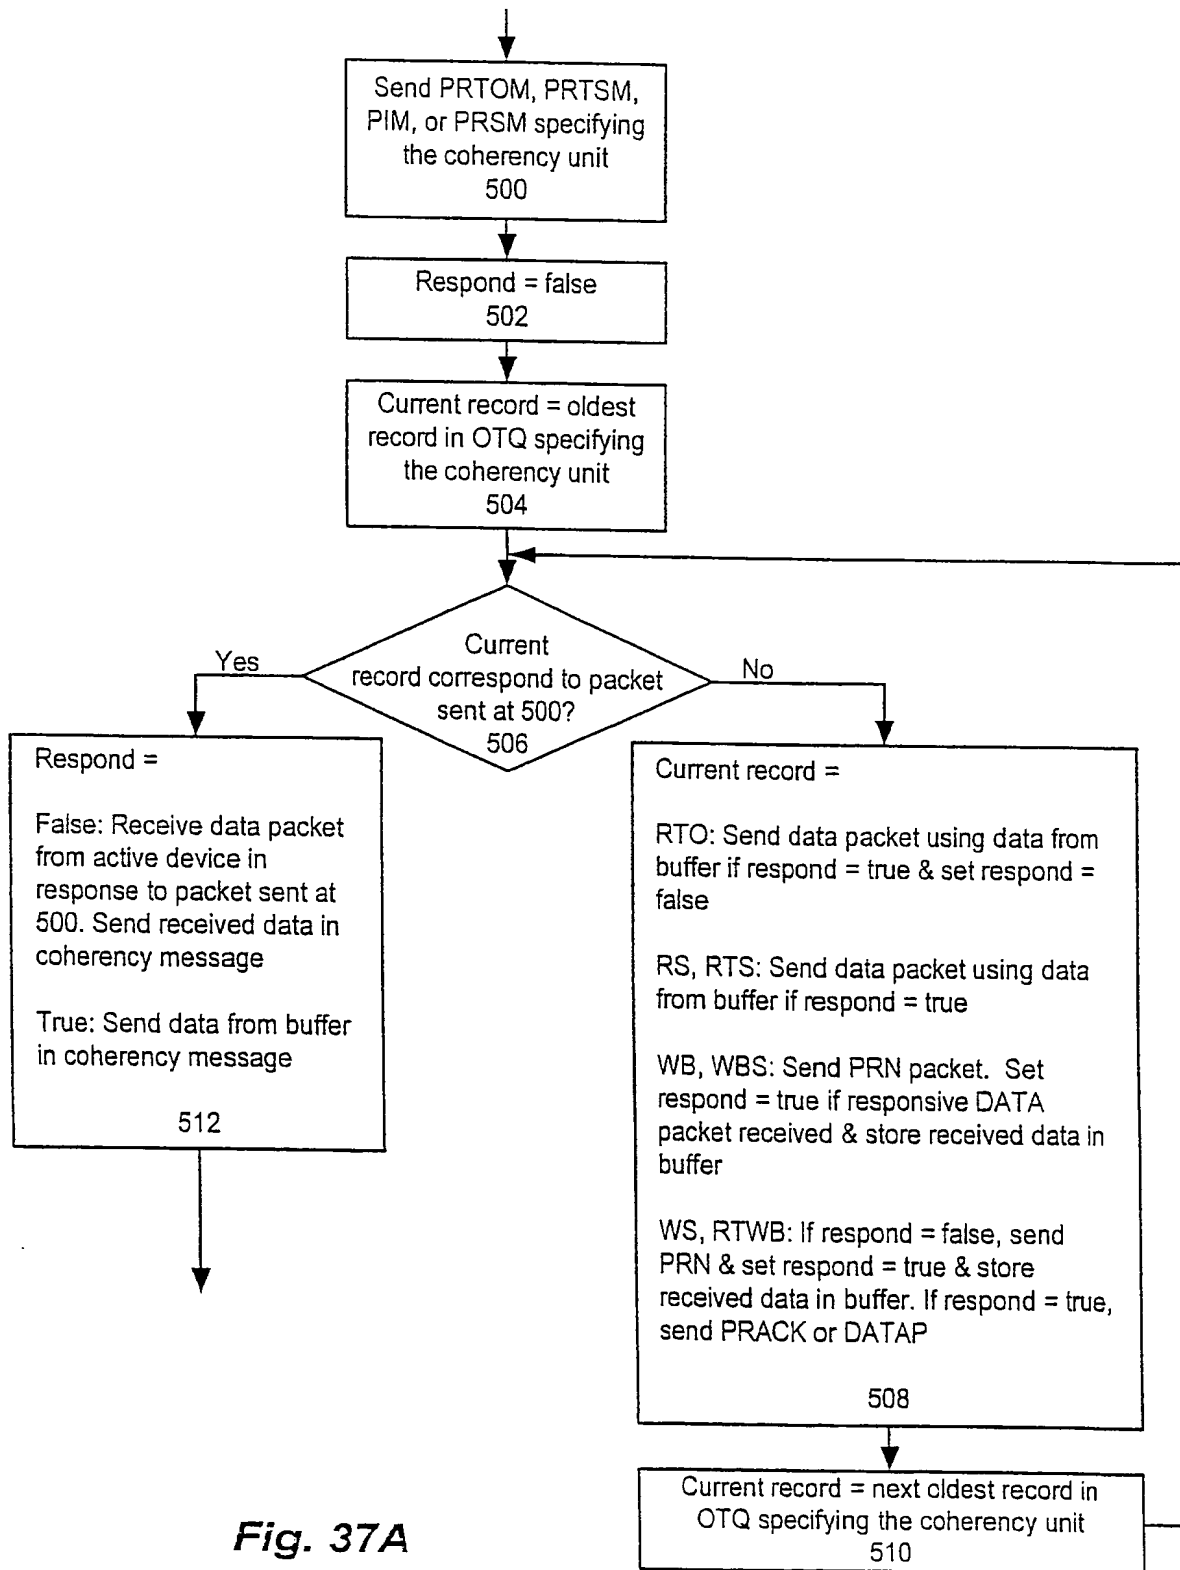 Send PRTOM, PRTSM,
PIM, or PRSM specifying
the coherency unit
500
Respond = false
502
Current record = oldest
record in OTQ specifying
the coherency unit
504
Current
record correspond to packet
sent at 500?
506
Yes
No
Respond =
False: Receive data packet
from active device in
response to packet sent at
500. Send received data in
coherency message
True: Send data from buffer
in coherency message
512
Current record =
RTO: Send data packet using data from
buffer if respond = true & set respond =
false
RS, RTS: Send data packet using data
from buffer if respond = true
WB, WBS: Send PRN packet. Set
respond = true if responsive DATA
packet received & store received data in
buffer
WS, RTWB: If respond = false, send
PRN & set respond = true & store
received data in buffer. If respond = true,
send PRACK or DATAP
508
Current record = next oldest record in
OTQ specifying the coherency unit
510
Fig. 37A